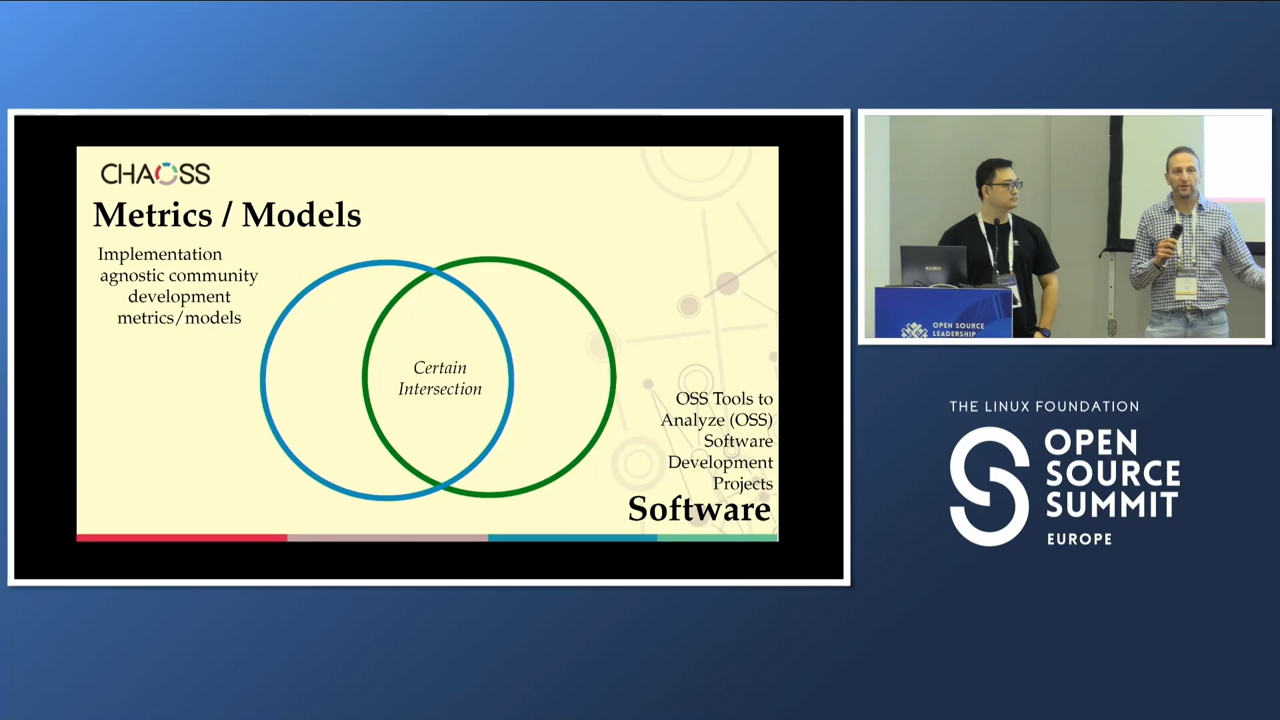 CHAOSS
Metrics / Models
Implementation
agnostic community
development
metrics/models
Certain
Intersection
OSS Tools to
Analyze (OSS)
Software
Development
Projects
Software
OPEN SOURCE
LEADERSHIP
THE LINUX FOUNDATION
OPEN
SOURCE
SUMMIT
EUROPE